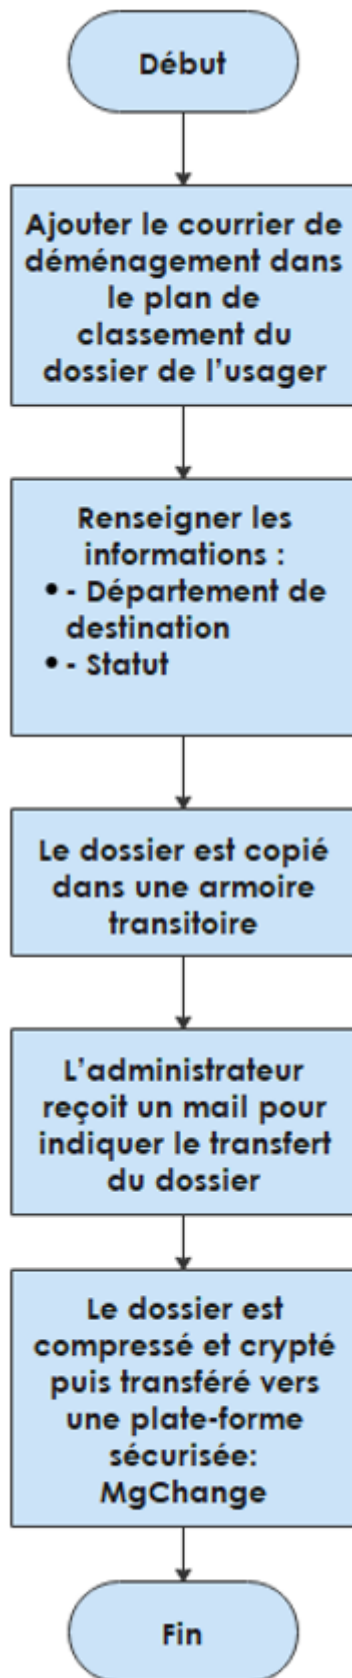 Début
Ajouter le courrier de
déménagement dans
le plan de
classement du
dossier de l'usager
Renseigner les
informations :
• - Département de
destination
• - Statut
Le dossier est copié
dans une armoire
transitoire
L'administrateur
reçoit un mail pour
indiquer le transfert
du dossier
Le dossier est
compressé et crypté
puis transféré vers
une plate-forme
sécurisée:
MgChange
Fin